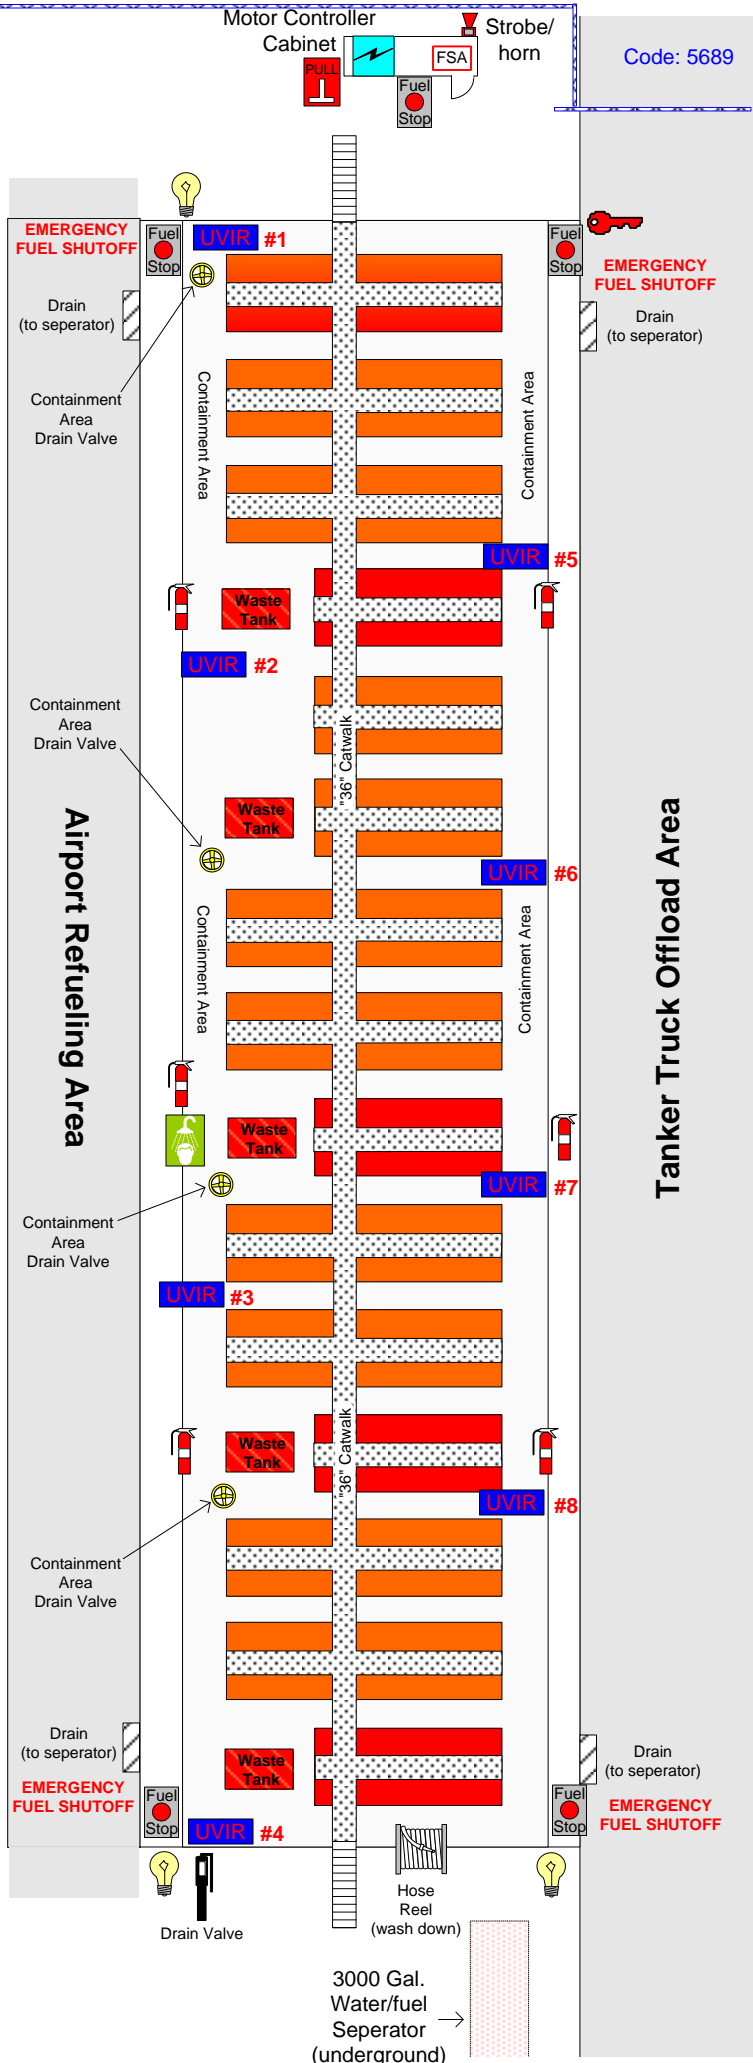 Motor Controller
Cabinet
Strobe/
horn
Code: 5689
PULL
FSA
Fuel
Stop
EMERGENCY
FUEL SHUTOFF
Fuel
Stop
UVIR #1
Fuel
Stop
EMERGENCY
FUEL SHUTOFF
Drain
(to seperator)
Drain
(to seperator)
Containment
Area
Drain Valve
Containment Area
Containment Area
UVIR #5
Waste
Tank
UVIR #2
Containment
Area
Drain Valve
"36" Catwalk
Waste
Tank
Airport Refueling Area
Tanker Truck Offload Area
UVIR #6
Containment Area
Containment Area
Waste
Tank
UVIR #7
Containment
Area
Drain Valve
UVIR #3
"36" Catwalk
Waste
Tank
UVIR #8
Containment
Area
Drain Valve
Drain
(to seperator)
Waste
Tank
Drain
(to seperator)
EMERGENCY
FUEL SHUTOFF
Fuel
Stop
Fuel
Stop
EMERGENCY
FUEL SHUTOFF
UVIR #4
Hose
Reel
(wash down)
Drain Valve
3000 Gal.
Water/fuel
Seperator
(underground)